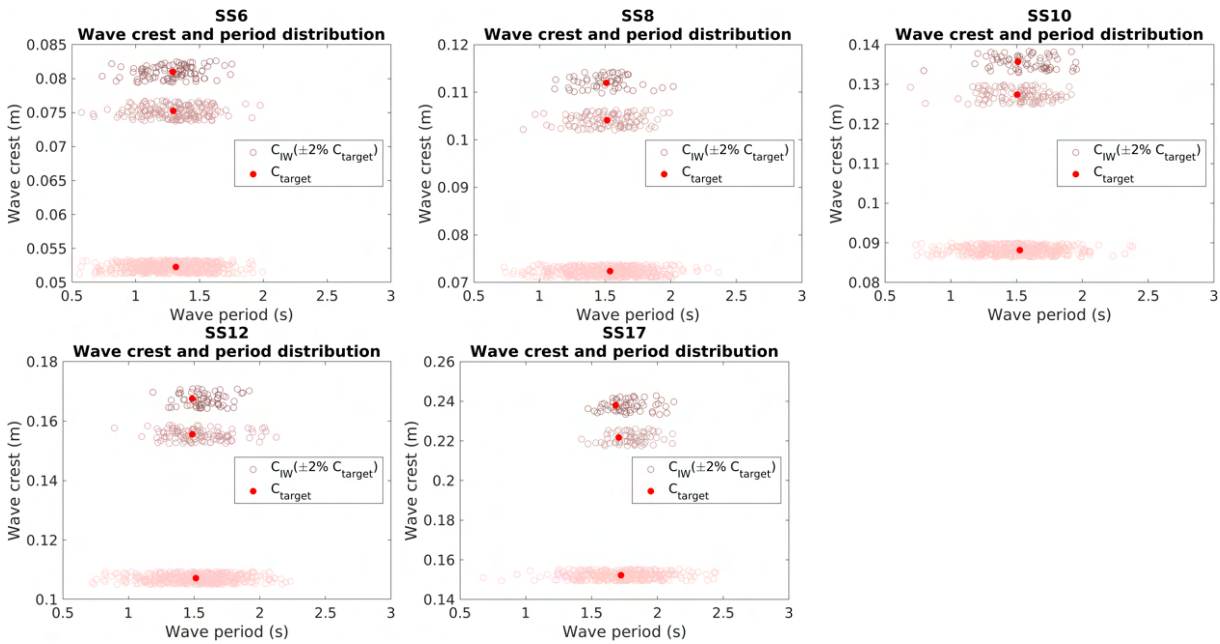 SS6
Wave crest and period distribution
0.085
0.08
0.075
0.07
0.065
0.06
0.055
0.05
Wave crest (m)
C_IW(±2% C_target)
C_target
0.5 1 1.5 2 2.5 3
Wave period (s)
SS8
Wave crest and period distribution
0.12
0.11
0.1
0.09
0.08
0.07
Wave crest (m)
C_IW(±2% C_target)
C_target
0.5 1 1.5 2 2.5 3
Wave period (s)
SS10
Wave crest and period distribution
0.14
0.13
0.12
0.11
0.1
0.09
0.08
Wave crest (m)
C_IW(±2% C_target)
C_target
0.5 1 1.5 2 2.5 3
Wave period (s)
SS12
Wave crest and period distribution
0.18
0.16
0.14
0.12
0.1
Wave crest (m)
C_IW(±2% C_target)
C_target
0.5 1 1.5 2 2.5 3
Wave period (s)
SS17
Wave crest and period distribution
0.26
0.24
0.22
0.2
0.18
0.16
0.14
Wave crest (m)
C_IW(±2% C_target)
C_target
0.5 1 1.5 2 2.5 3
Wave period (s)